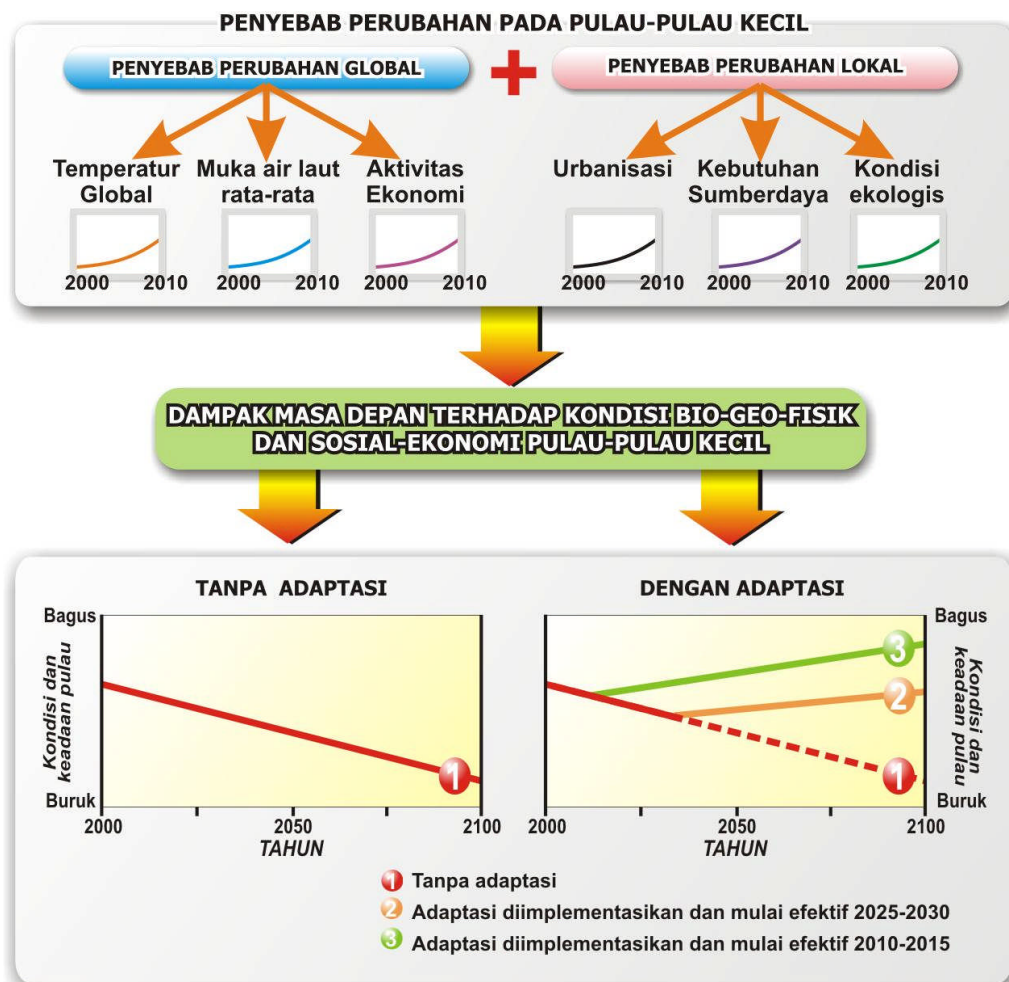 PENYEBAB PERUBAHAN PADA PULAU-PULAU KECIL
PENYEBAB PERUBAHAN GLOBAL
+
PENYEBAB PERUBAHAN LOKAL
Temperatur
Global
Muka air laut
rata-rata
Aktivitas
Ekonomi
Urbanisasi
Kebutuhan
Sumberdaya
Kondisi
ekologis
2000 2010
2000 2010
2000 2010
2000 2010
2000 2010
2000 2010
DAMPAK MASA DEPAN TERHADAP KONDISI BIO-GEO-FISIK
DAN SOSIAL-EKONOMI PULAU-PULAU KECIL
TANPA ADAPTASI
Bagus
Kondisi dan
keadaan pulau
Buruk
1
2000 2050 2100
TAHUN
DENGAN ADAPTASI
Bagus
Kondisi dan
keadaan pulau
Buruk
3
2
1
2000 2050 2100
TAHUN
1 Tanpa adaptasi
2 Adaptasi diimplementasikan dan mulai efektif 2025-2030
3 Adaptasi diimplementasikan dan mulai efektif 2010-2015